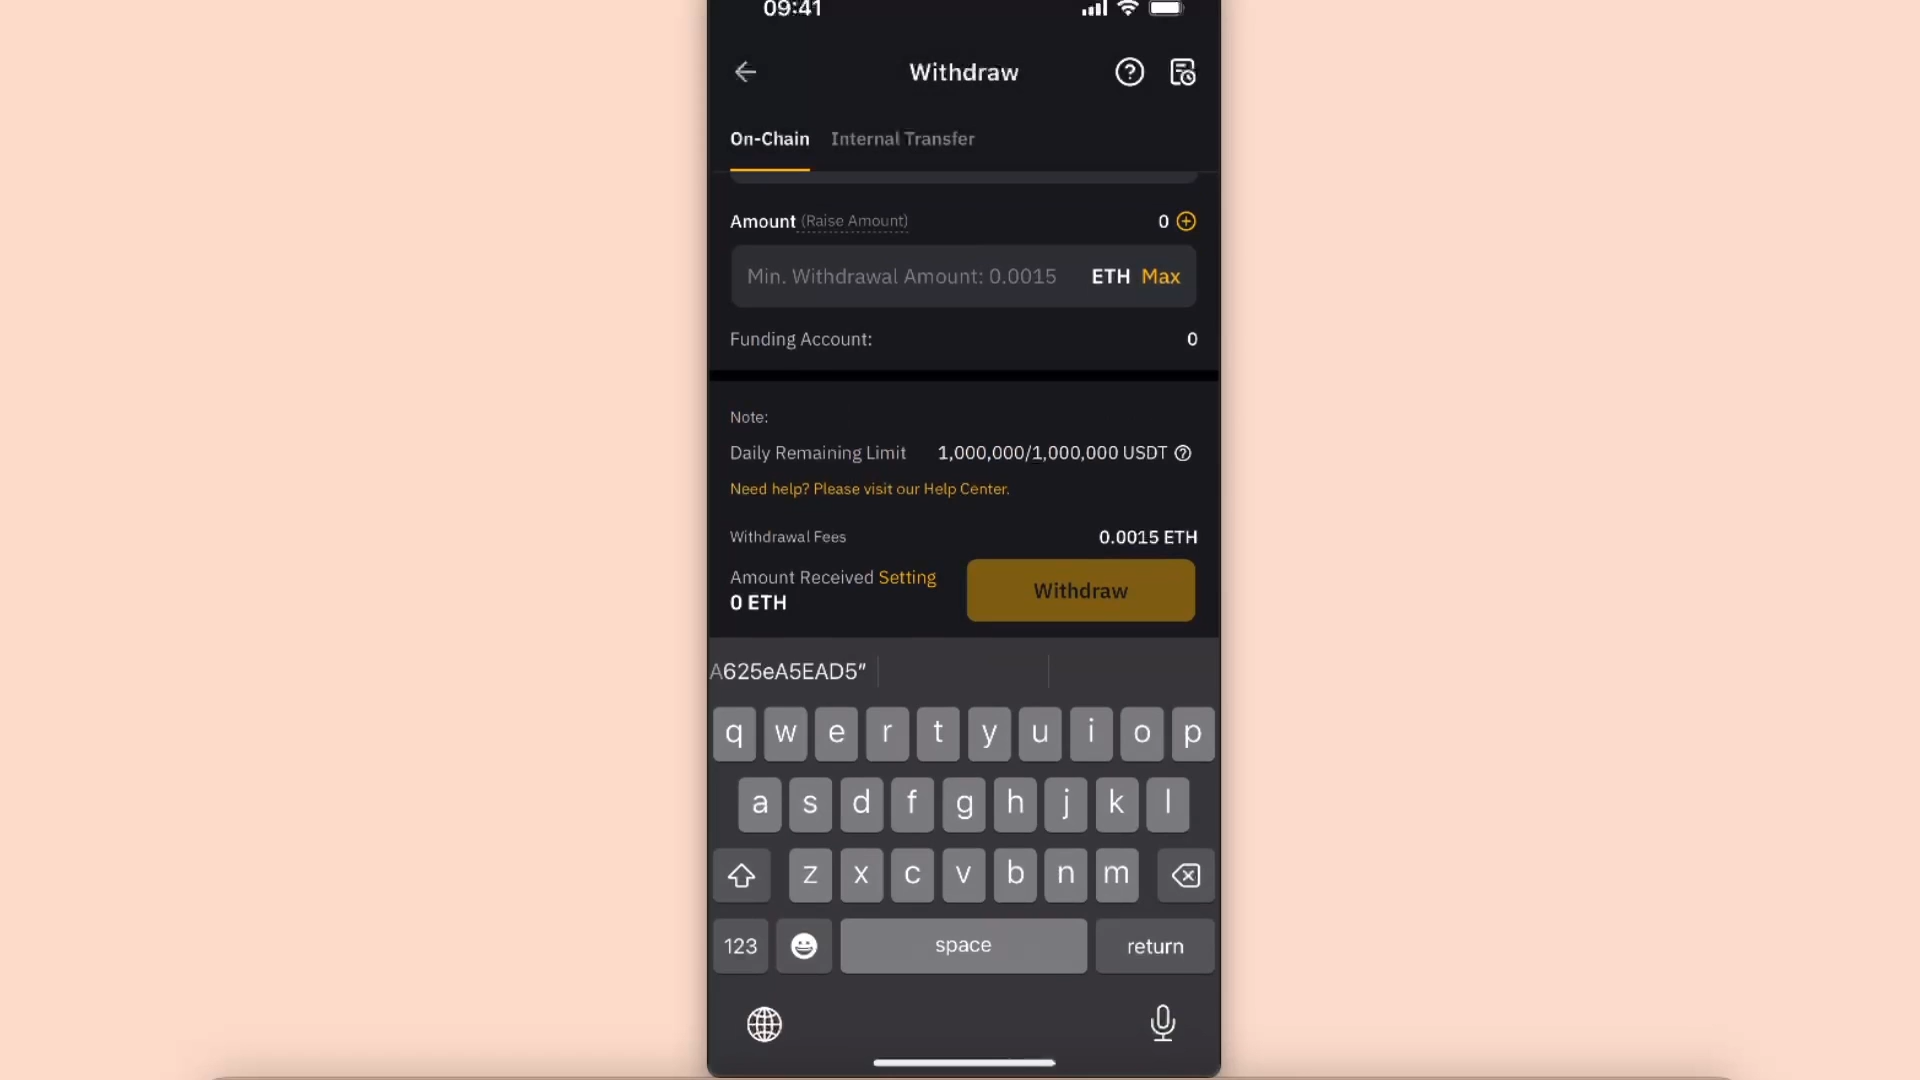 09:41
Withdraw
On-Chain Internal Transfer
Amount (Raise Amount) 0
Min. Withdrawal Amount: 0.0015 ETH Max
Funding Account: 0
Note:
Daily Remaining Limit 1,000,000/1,000,000 USDT
Need help? Please visit our Help Center.
Withdrawal Fees 0.0015 ETH
Amount Received Setting
0 ETH
Withdraw
A625eA5EAD5”
q w e r t y u i o p
a s d f g h j k l
z x c v b n m
123 space return